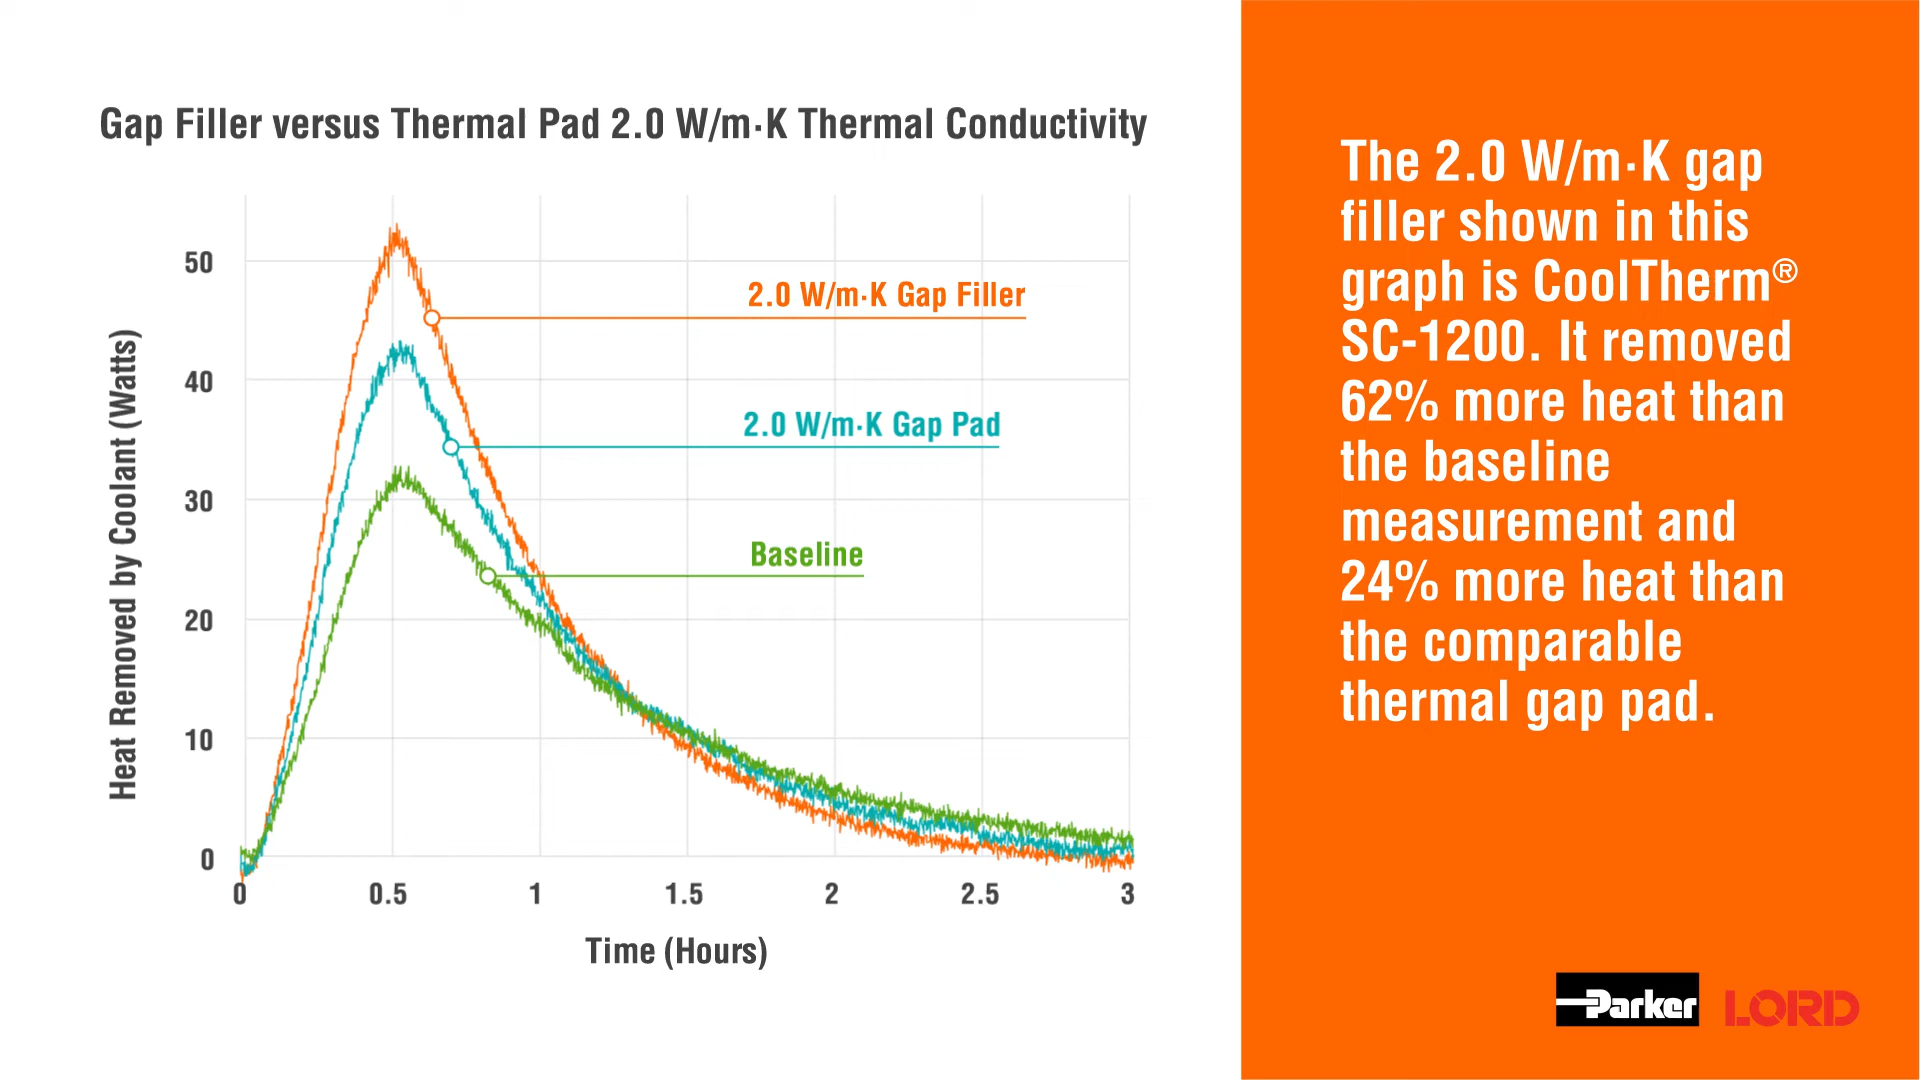 Gap Filler versus Thermal Pad 2.0 W/m·K Thermal Conductivity
Heat Removed by Coolant (Watts)
50
40
30
20
10
0
2.0 W/m·K Gap Filler
2.0 W/m·K Gap Pad
Baseline
0 0.5 1 1.5 2 2.5 3
Time (Hours)
The 2.0 W/m·K gap
filler shown in this
graph is CoolTherm®
SC-1200. It removed
62% more heat than
the baseline
measurement and
24% more heat than
the comparable
thermal gap pad.
Parker LORD